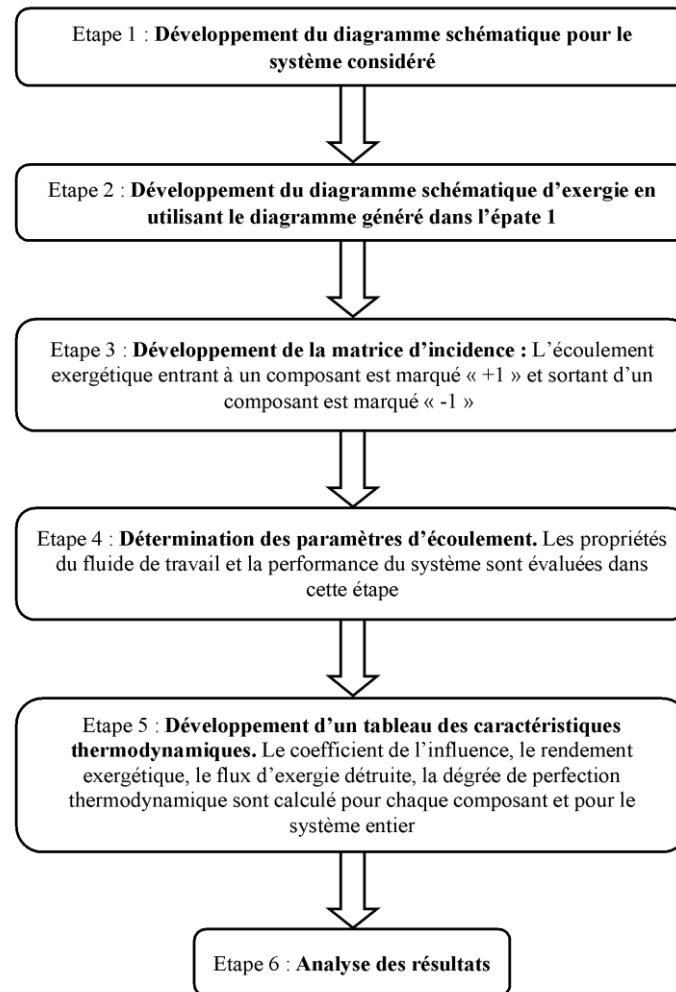 Etape 1 : Développement du diagramme schématique pour le
système considéré
Etape 2 : Développement du diagramme schématique d'exergie en
utilisant le diagramme généré dans l'épate 1
Etape 3 : Développement de la matrice d'incidence : L'écoulement
exergétique entrant à un composant est marqué « +1 » et sortant d'un
composant est marqué « -1 »
Etape 4 : Détermination des paramètres d'écoulement. Les propriétés
du fluide de travail et la performance du système sont évaluées dans
cette étape
Etape 5 : Développement d'un tableau des caractéristiques
thermodynamiques. Le coefficient de l'influence, le rendement
exergétique, le flux d'exergie détruite, la dégrée de perfection
thermodynamique sont calculé pour chaque composant et pour le
système entier
Etape 6 : Analyse des résultats